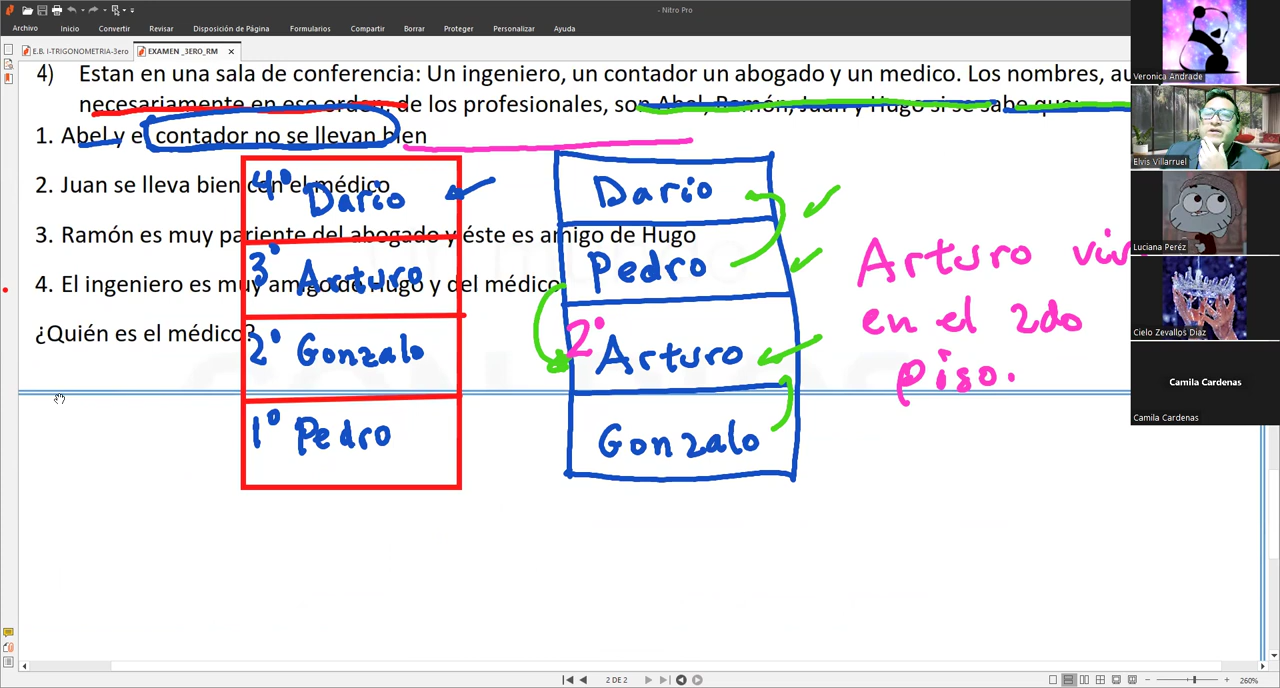 - Nitro Pro
Archivo Inicio Convertir Revisar Disposición de Página Formularios Compartir Borrar Proteger Personalizar Ayuda
E.B. I-TRIGONOMETRIA-3ero EXAMEN _3ERO_RM
4) Estan en una sala de conferencia: Un ingeniero, un contador un abogado y un medico. Los nombres, au
necesariamente en ese orden, de los profesionales, son Abel, Ramón, Juan y Hugo si se sabe que:
1. Abel y el contador no se llevan bien
2. Juan se lleva bien con el médico
3. Ramón es muy pariente del abogado y éste es amigo de Hugo
4. El ingeniero es muy amigo de Hugo y del médico
¿Quién es el médico?
4° Dario
3° Arturo
2° Gonzalo
1° Pedro
Dario
Pedro
2° Arturo
Gonzalo
Arturo viv
en el 2do
piso.
Veronica Andrade
Elvis Villarruel
Luciana Peréz
Cielo Zevallos Diaz
Camila Cardenas
Camila Cardenas
2 DE 2
260%